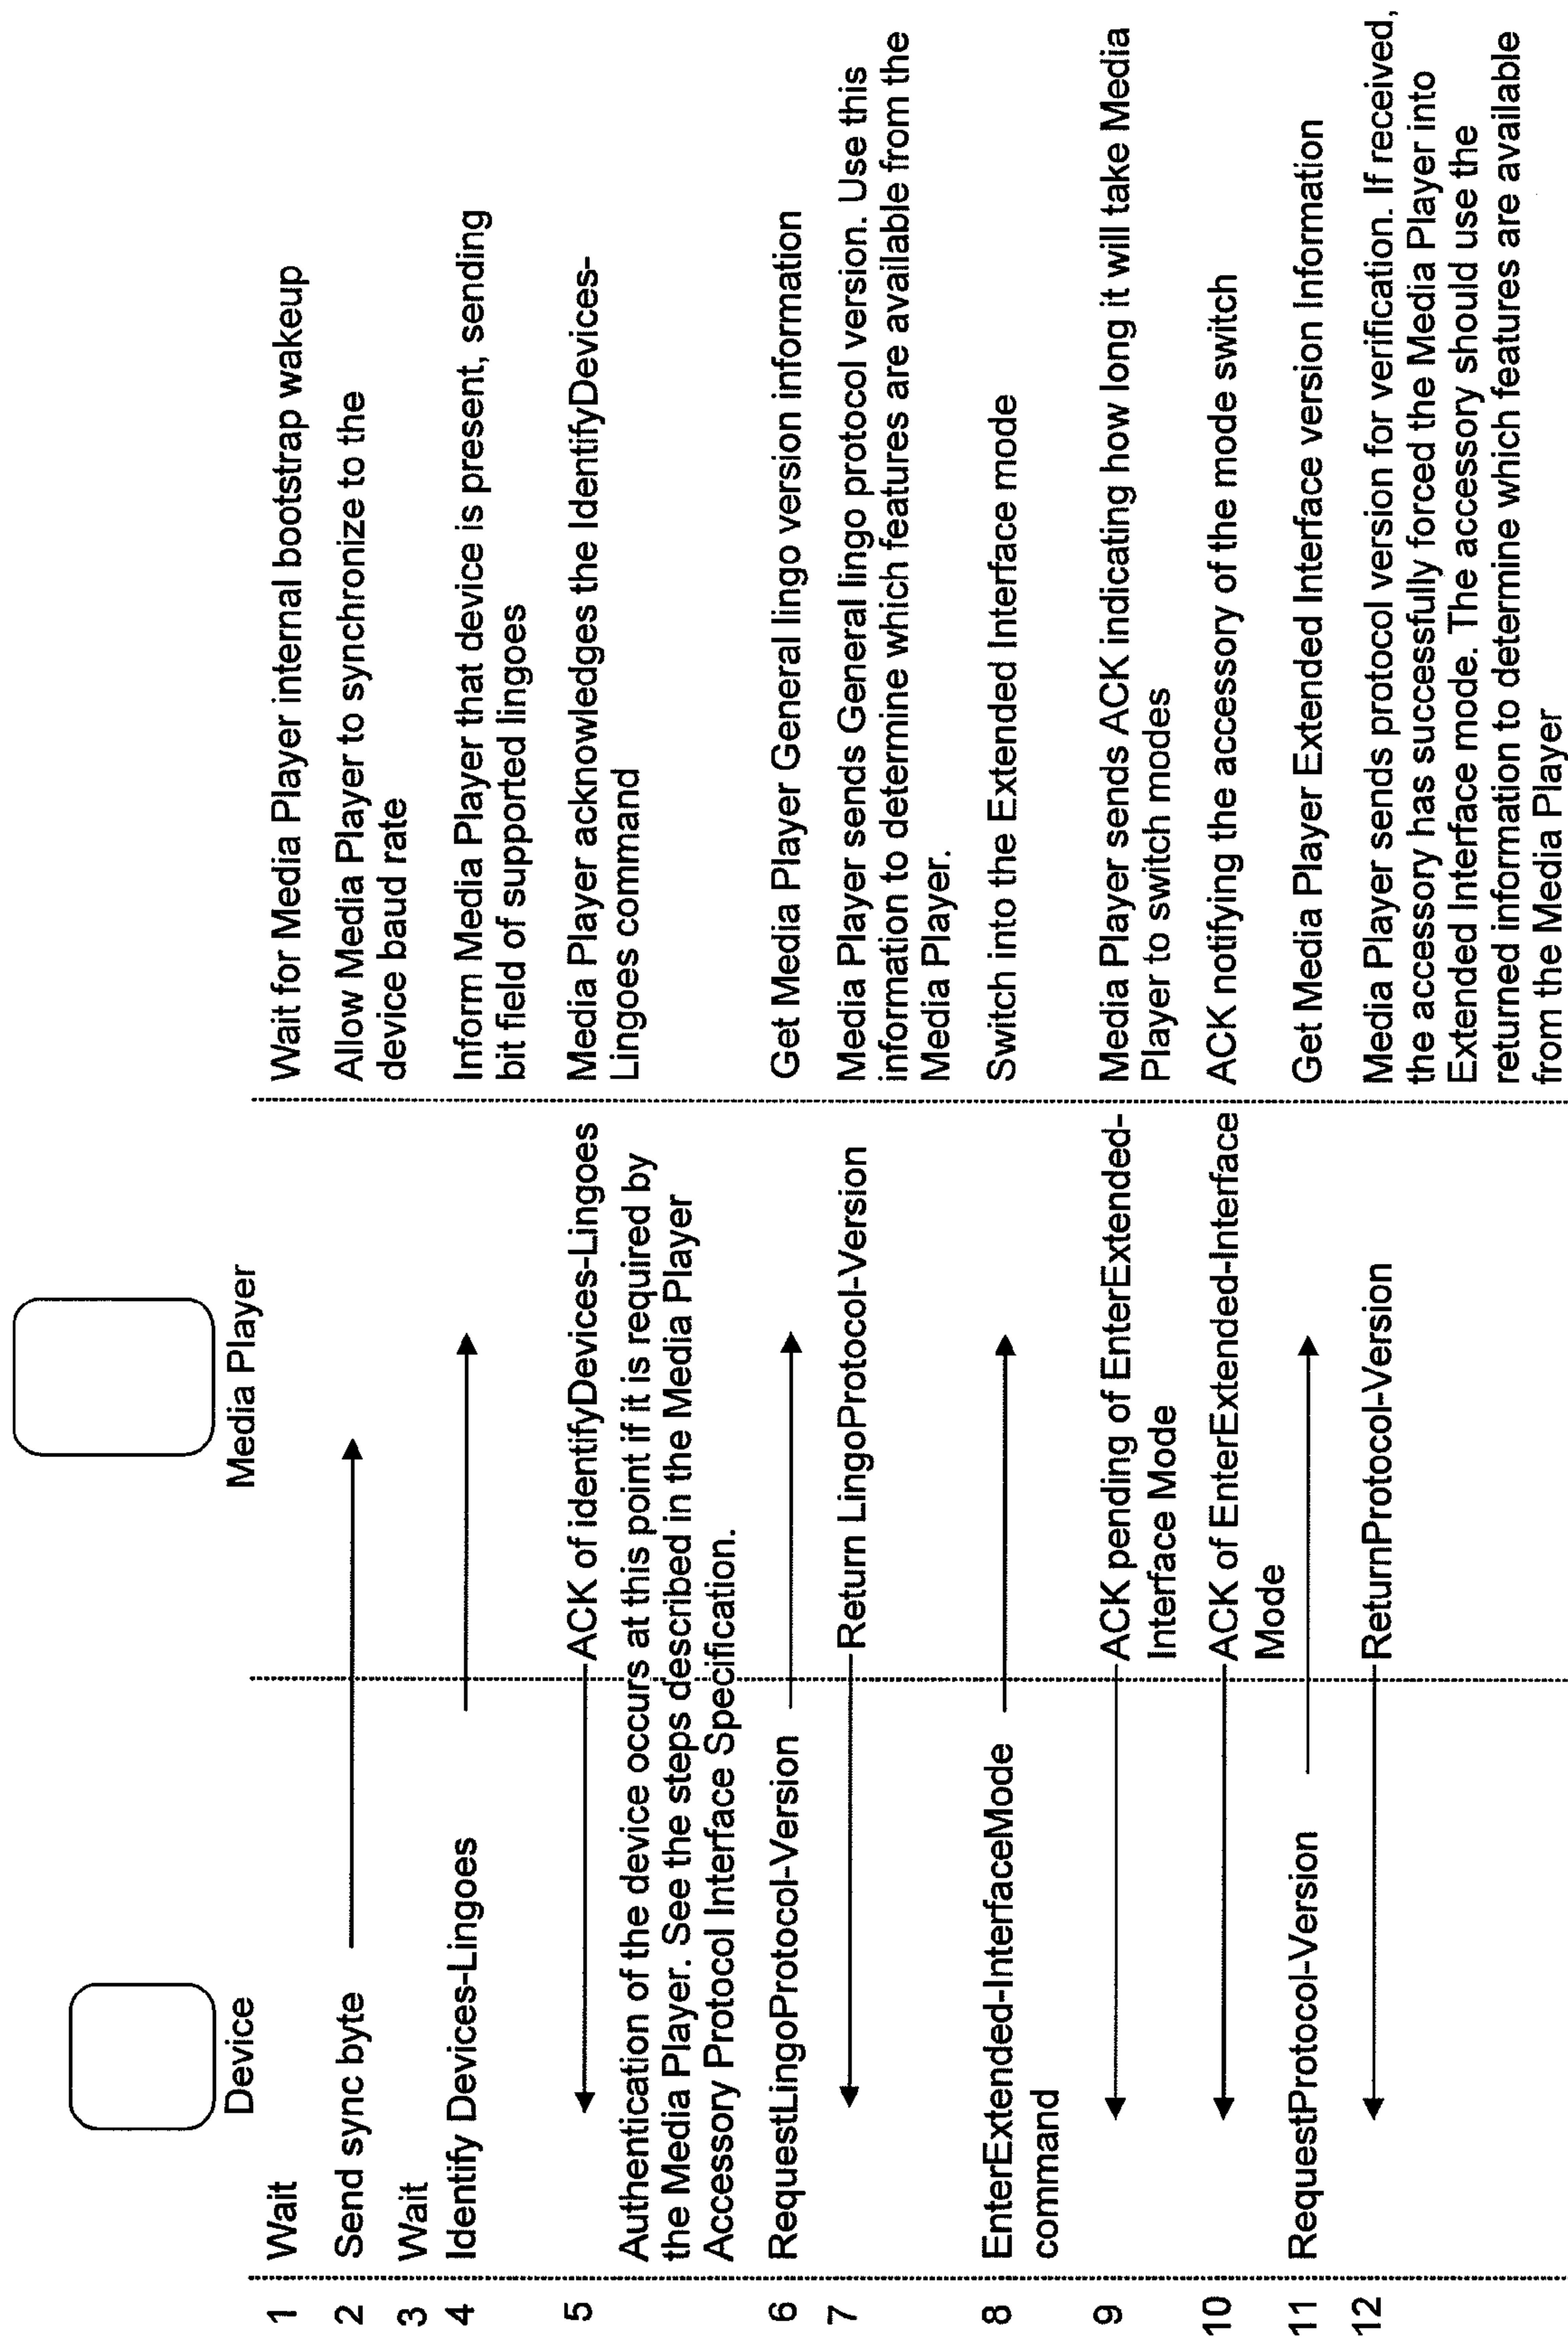 Device
Media Player
1 Wait
Wait for Media Player internal bootstrap wakeup
2 Send sync byte
Allow Media Player to synchronize to the
device baud rate
3 Wait
4 Identify Devices-Lingoes
Inform Media Player that device is present, sending
bit field of supported lingoes
5
ACK of identifyDevices-Lingoes
Media Player acknowledges the IdentifyDevices-
Lingoes command
Authentication of the device occurs at this point if it is required by
the Media Player. See the steps described in the Media Player
Accessory Protocol Interface Specification.
6 RequestLingoProtocol-Version
Get Media Player General lingo version information
7
Return LingoProtocol-Version
Media Player sends General lingo protocol version. Use this
information to determine which features are available from the
Media Player.
8 EnterExtended-InterfaceMode
command
Switch into the Extended Interface mode
9
ACK pending of EnterExtended-
Interface Mode
Media Player sends ACK indicating how long it will take Media
Player to switch modes
10
ACK of EnterExtended-Interface
Mode
ACK notifying the accessory of the mode switch
11 RequestProtocol-Version
Get Media Player Extended Interface version Information
12
ReturnProtocol-Version
Media Player sends protocol version for verification. If received,
the accessory has successfully forced the Media Player into
Extended Interface mode. The accessory should use the
returned information to determine which features are available
from the Media Player